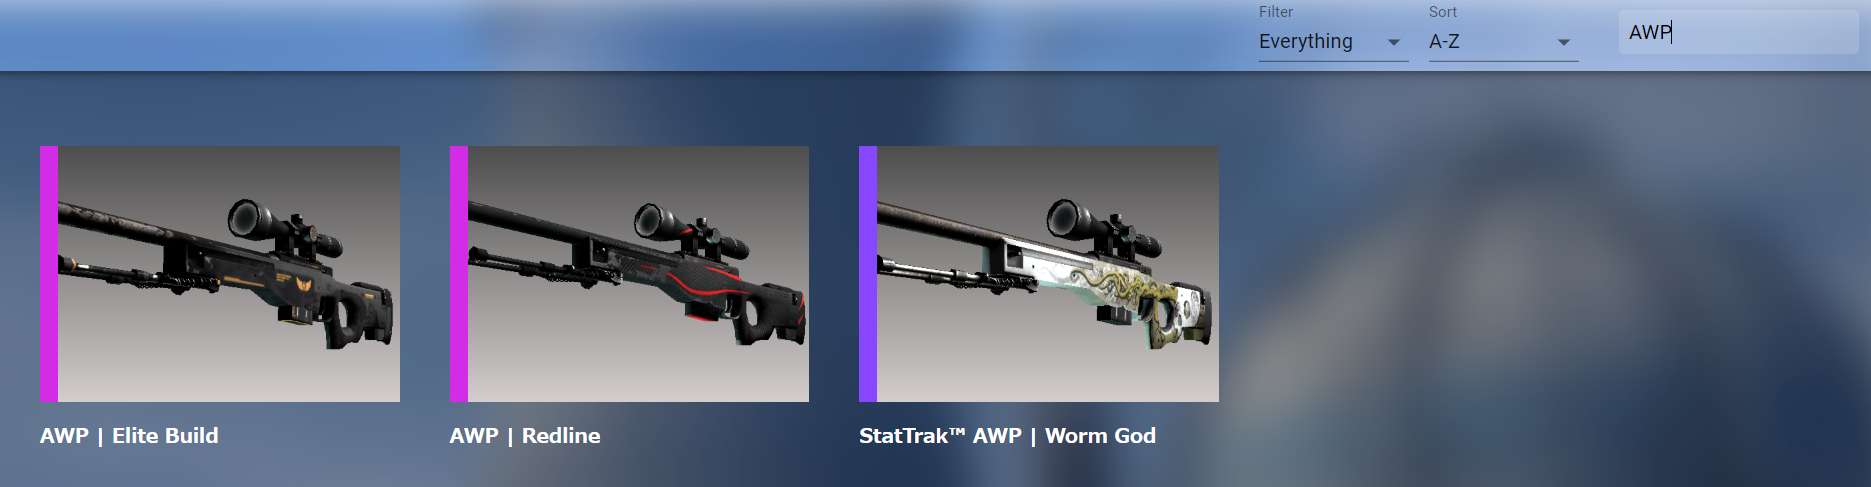 Filter
Sort
Everything
A-Z
AWP
AWP | Elite Build
AWP | Redline
StatTrak™ AWP | Worm God